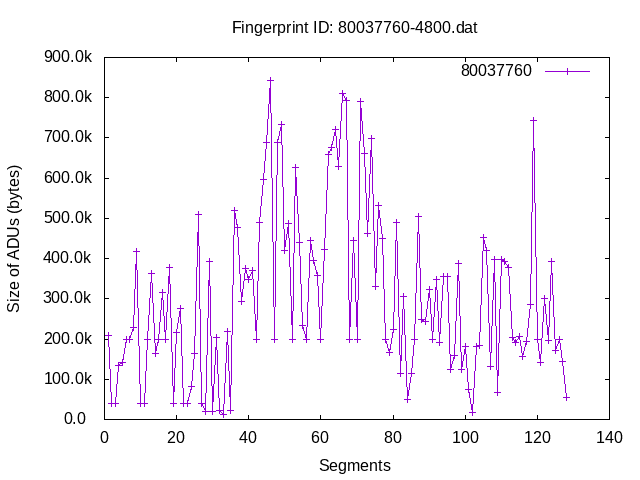 Fingerprint ID: 80037760-4800.dat
900.0k
80037760
800.0k
700.0k
600.0k
500.0k
400.0k
300.0k
200.0k
100.0k
0.0
Size of ADUs (bytes)
0 20 40 60 80 100 120 140
Segments